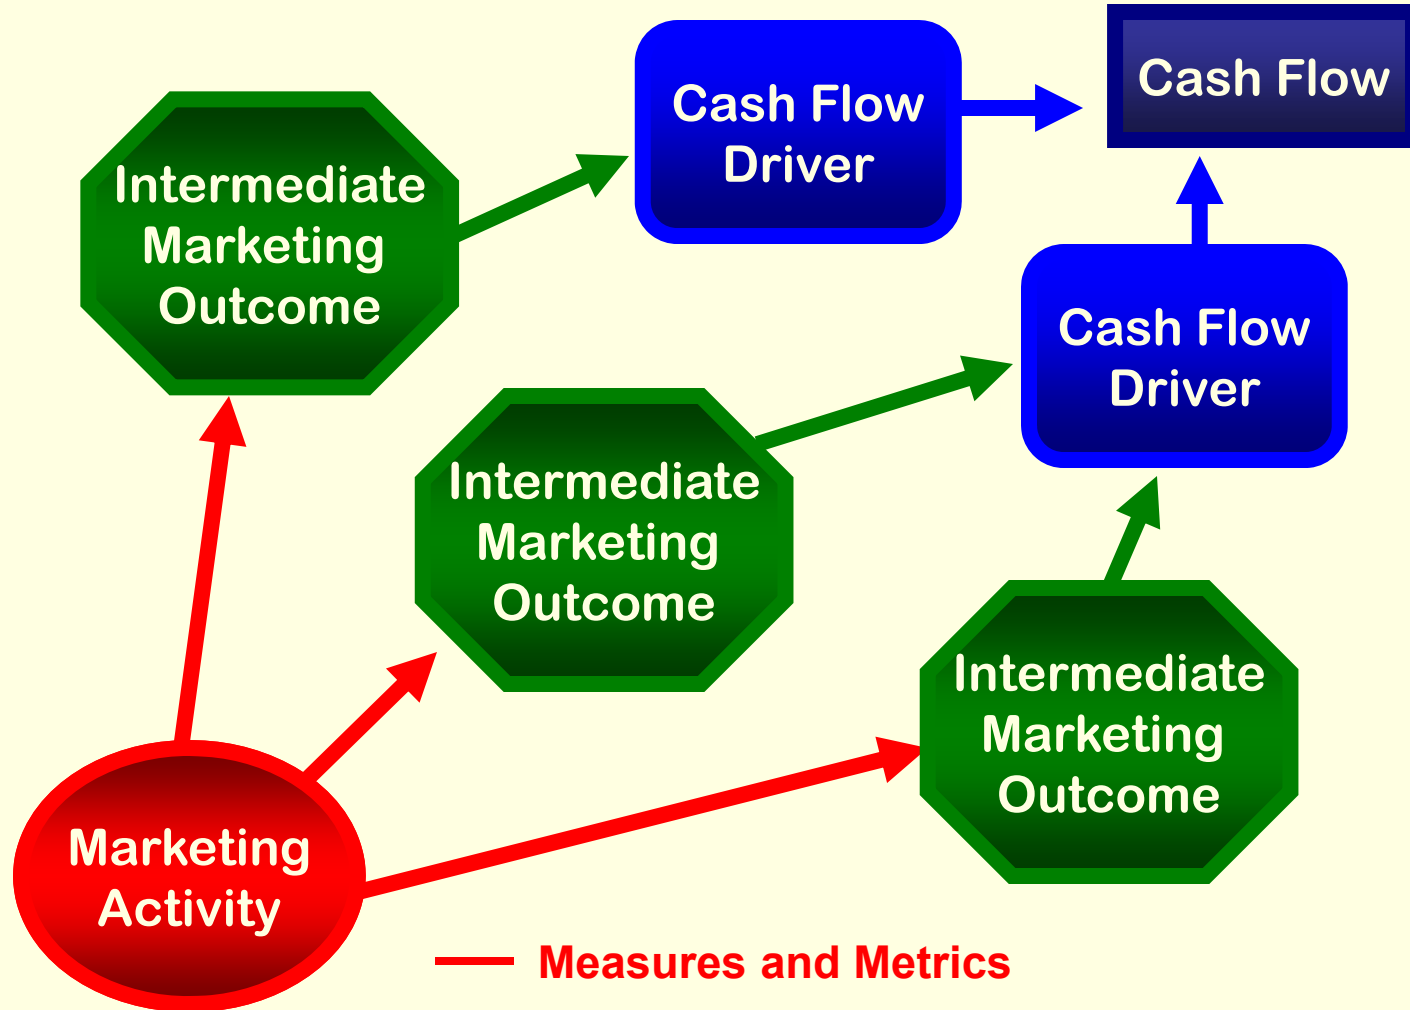 Cash Flow
Driver
Cash Flow
Intermediate
Marketing
Outcome
Cash Flow
Driver
Intermediate
Marketing
Outcome
Intermediate
Marketing
Outcome
Marketing
Activity
Measures and Metrics